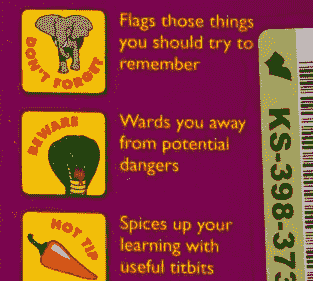 DON'T FORGET
Flags those things
you should try to
remember
BEWARE
Wards you away
from potential
dangers
HOT TIP
Spices up your
learning with
useful titbits
KS-398-373